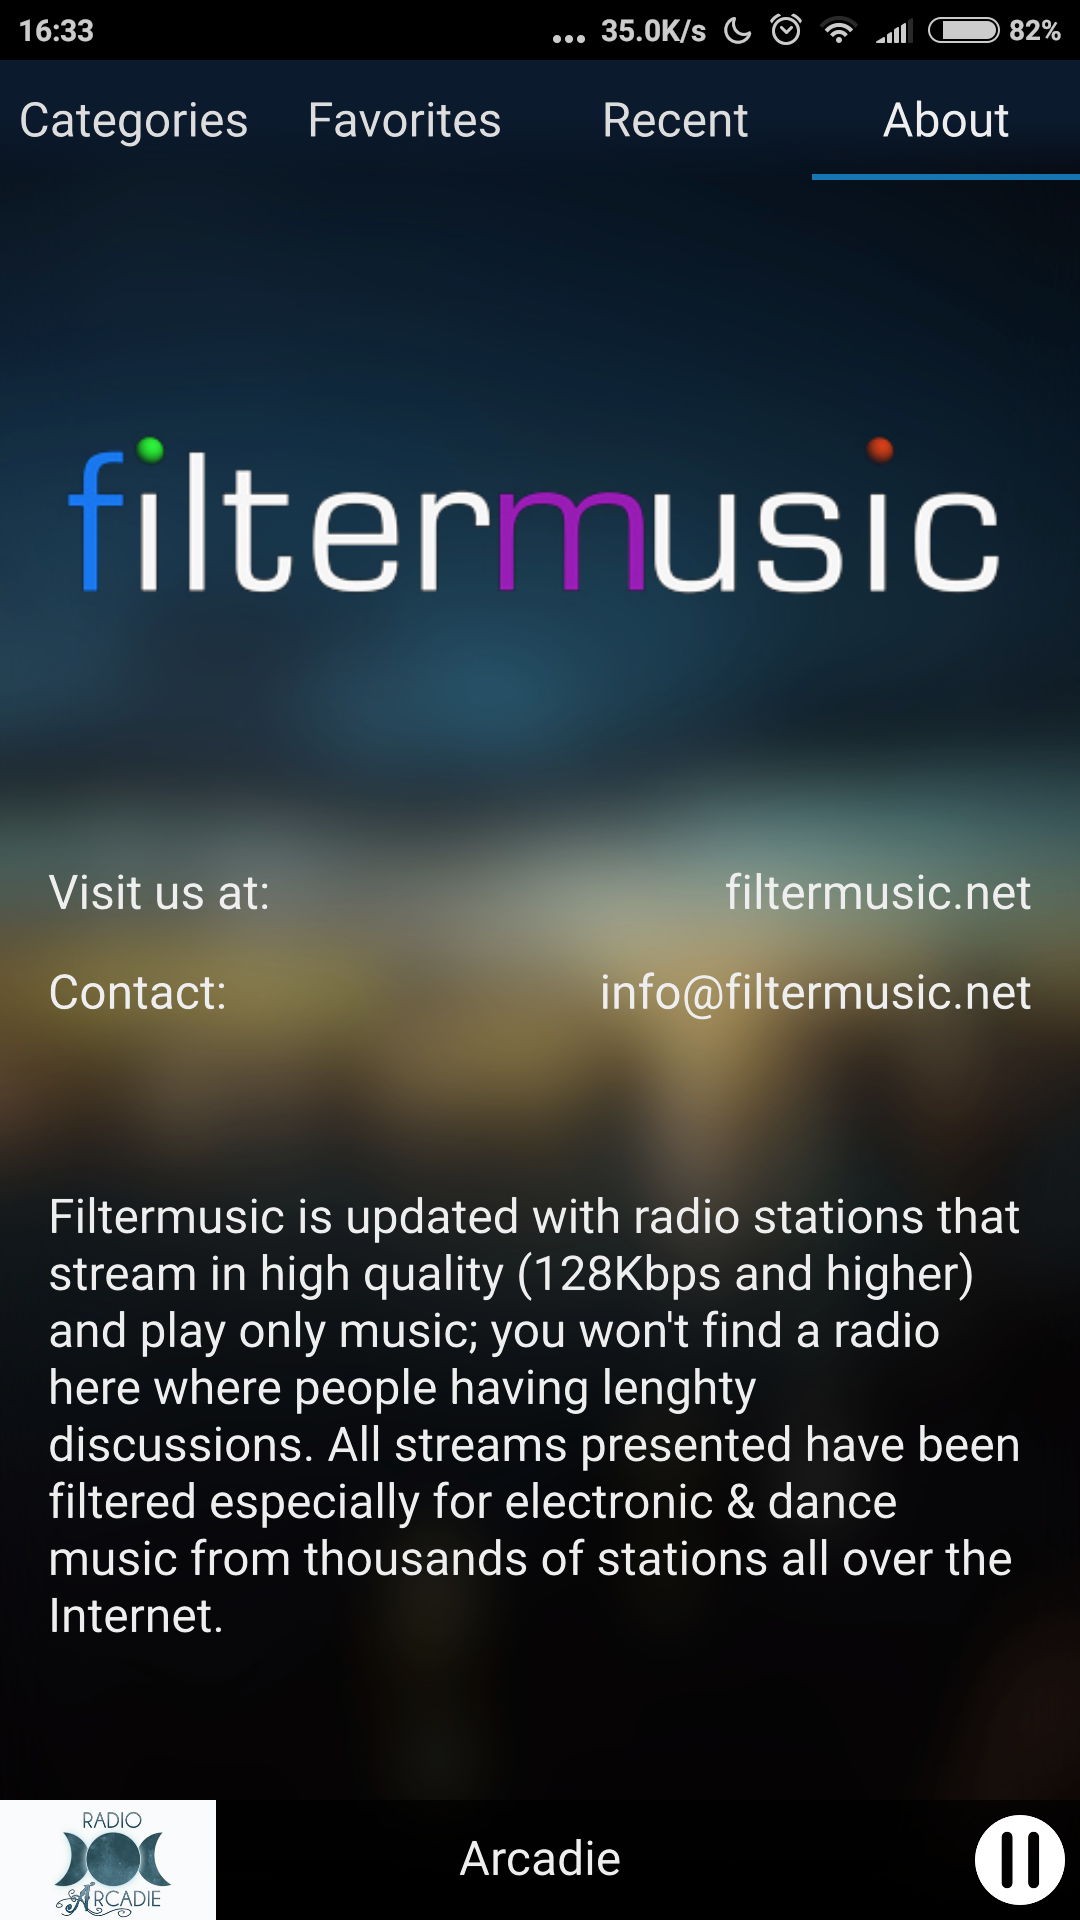 16:33 ... 35.0K/s 82%
Categories Favorites Recent About
filtermusic
Visit us at: filtermusic.net
Contact: info@filtermusic.net
Filtermusic is updated with radio stations that
stream in high quality (128Kbps and higher)
and play only music; you won't find a radio
here where people having lenghty
discussions. All streams presented have been
filtered especially for electronic & dance
music from thousands of stations all over the
Internet.
RADIO
ARCADIE
Arcadie